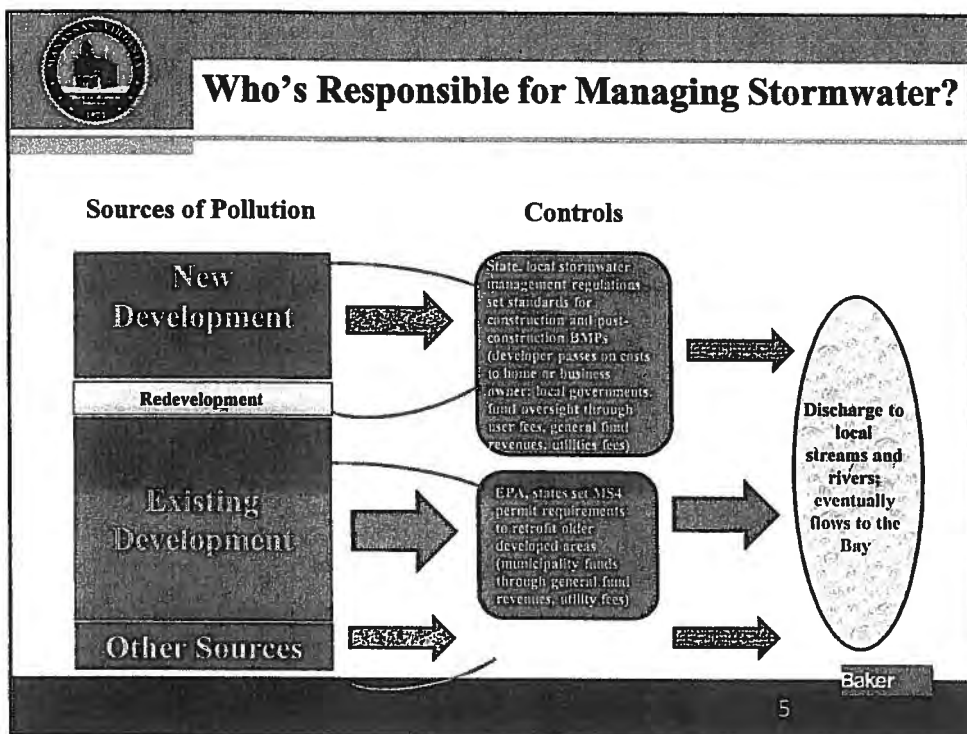 MANASSAS VIRGINIA
1873
Who's Responsible for Managing Stormwater?
Sources of Pollution
Controls
New
Development
Redevelopment
Existing
Development
Other Sources
State, local stormwater
management regulations
set standards for
construction and post-
construction BMPs
(developer passes on costs
to home or business
owner; local governments
fund oversight through
user fees, general fund
revenues, utilities fees)
EPA, states set MS4
permit requirements
to retrofit older
developed areas
(municipality funds
through general fund
revenues, utility fees)
Discharge to
local
streams and
rivers;
eventually
flows to the
Bay
Baker
5